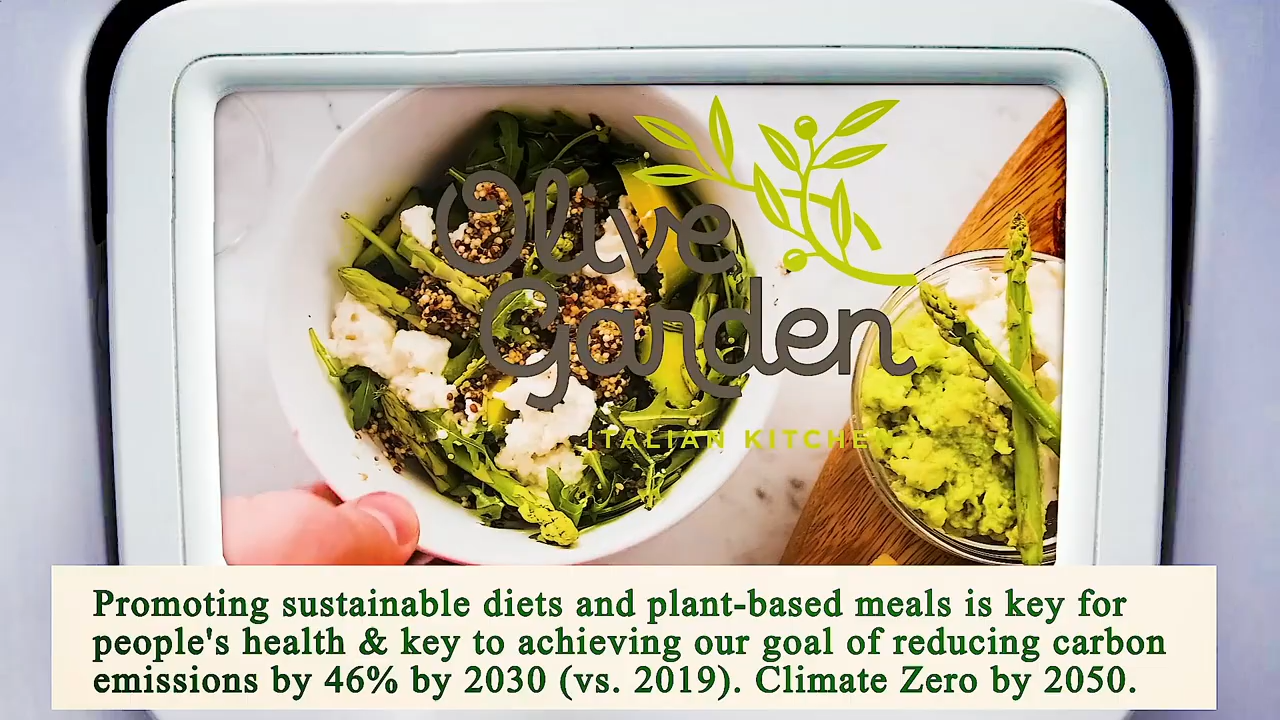 Olive
Garden
ITALIAN KITCHEN
Promoting sustainable diets and plant-based meals is key for
people's health & key to achieving our goal of reducing carbon
emissions by 46% by 2030 (vs. 2019). Climate Zero by 2050.